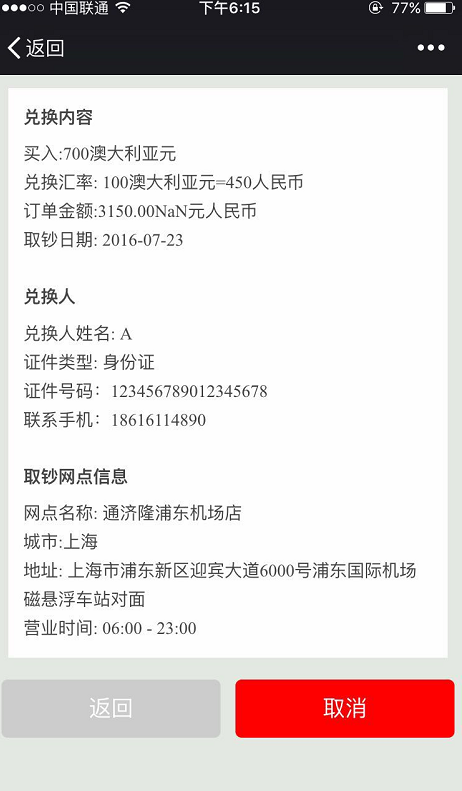 中国联通 下午6:15 77%
返回
兑换内容
买入:700澳大利亚元
兑换汇率: 100澳大利亚元=450人民币
订单金额:3150.00NaN元人民币
取钞日期: 2016-07-23
兑换人
兑换人姓名: A
证件类型: 身份证
证件号码：123456789012345678
联系手机：18616114890
取钞网点信息
网点名称: 通济隆浦东机场店
城市:上海
地址: 上海市浦东新区迎宾大道6000号浦东国际机场
磁悬浮车站对面
营业时间: 06:00 - 23:00
返回 取消